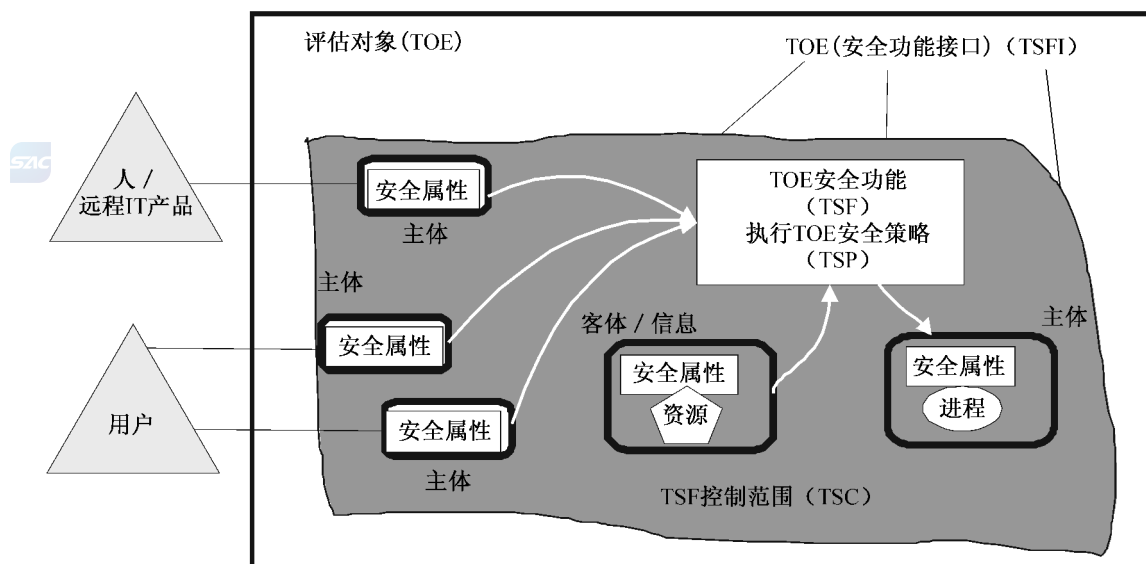 评估对象(TOE)
TOE(安全功能接口)(TSFI)
SAC
人/
远程IT产品
安全属性
主体
TOE安全功能
(TSF)
执行TOE安全策略
(TSP)
主体
安全属性
客体/信息
安全属性
资源
主体
安全属性
进程
用户
安全属性
主体
TSF控制范围(TSC)